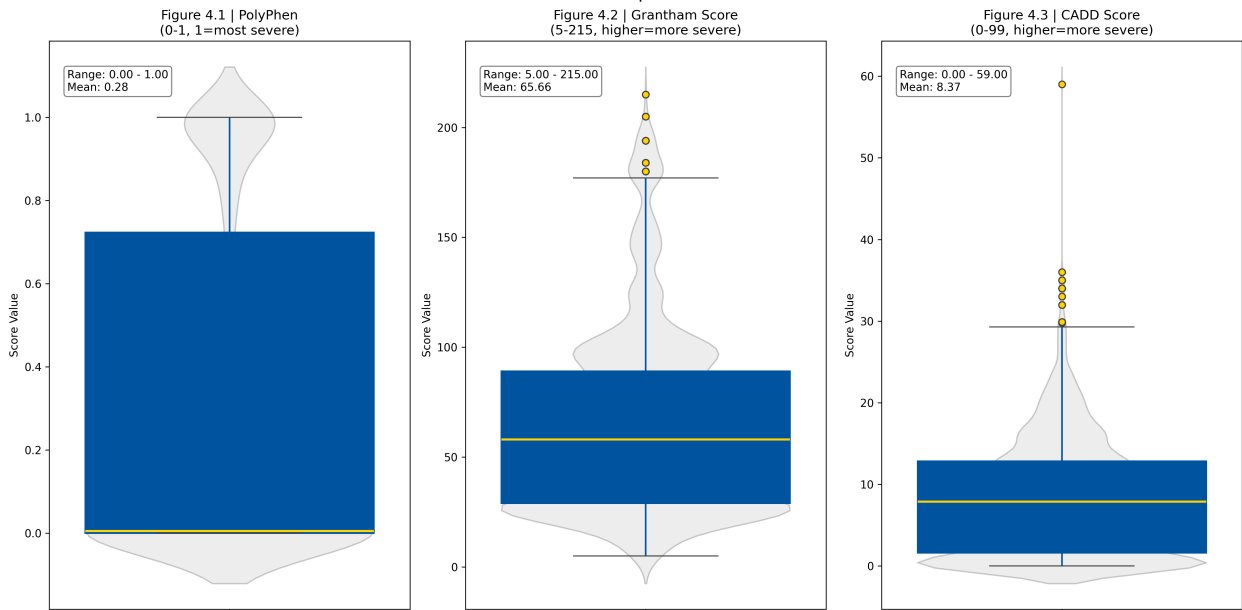 Figure 4.1 | PolyPhen
(0-1, 1=most severe)
Range: 0.00 - 1.00
Mean: 0.28
Score Value
1.0
0.8
0.6
0.4
0.2
0.0
Figure 4.2 | Grantham Score
(5-215, higher=more severe)
Range: 5.00 - 215.00
Mean: 65.66
Score Value
200
150
100
50
0
Figure 4.3 | CADD Score
(0-99, higher=more severe)
Range: 0.00 - 59.00
Mean: 8.37
Score Value
60
50
40
30
20
10
0